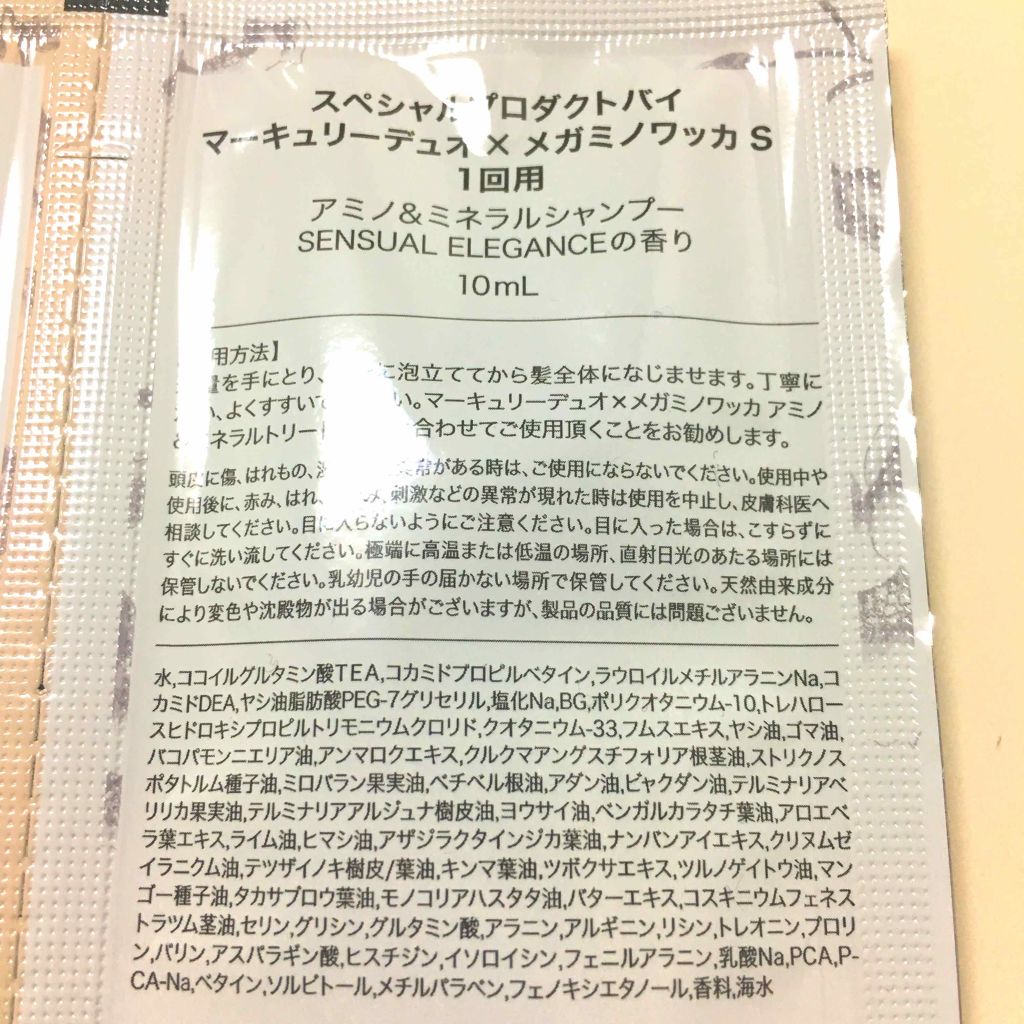 スペシャルプロダクトバイ
マーキュリーデュオ×メガミノワッカ S
1回用
アミノ&ミネラルシャンプー
SENSUAL ELEGANCEの香り
10mL
用方法】
量を手にとり、に泡立ててから髪全体になじませます。丁寧に
い、よくすすいで い。マーキュリーデュオ×メガミノワッカ アミノ
ネラルトリート 合わせてご使用頂くことをお勧めします。
頭皮に傷、はれもの、 異常がある時は、ご使用にならないでください。使用中や
使用後に、赤み、はれ、 み、刺激などの異常が現れた時は使用を中止し、皮膚科医へ
相談してください。目に入らないようにご注意ください。目に入った場合は、こすらずに
すぐに洗い流してください。極端に高温または低温の場所、直射日光のあたる場所には
保管しないでください。乳幼児の手の届かない場所で保管してください。天然由来成分
により変色や沈殿物が出る場合がございますが、製品の品質には問題ございません。
水,ココイルグルタミン酸TEA,コカミドプロピルベタイン,ラウロイルメチルアラニンNa,コ
カミドDEA,ヤシ油脂肪酸PEG-7グリセリル,塩化Na,BG,ポリクオタニウム-10,トレハロー
スヒドロキシプロピルトリモニウムクロリド,クオタニウム-33,フムスエキス,ヤシ油,ゴマ油,
バコパモンニエリア油,アンマロクエキス,クルクマアングスチフォリア根茎油,ストリクノス
ポタトルム種子油,ミロバラン果実油,ベチベル根油,アダン油,ビャクダン油,テルミナリアベ
リリカ果実油,テルミナリアアルジュナ樹皮油,ヨウサイ油,ベンガルカラタチ葉油,アロエベ
ラ葉エキス,ライム油,ヒマシ油,アザジラクタインジカ葉油,ナンバンアイエキス,クリヌムゼ
イラニクム油,テツザイノキ樹皮/葉油,キンマ葉油,ツボクサエキス,ツルノゲイトウ油,マン
ゴー種子油,タカサブロウ葉油,モノコリアハスタタ油,バターエキス,コスキニウムフェネス
トラツム茎油,セリン,グリシン,グルタミン酸,アラニン,アルギニン,リシン,トレオニン,プロリ
ン,バリン,アスパラギン酸,ヒスチジン,イソロイシン,フェニルアラニン,乳酸Na,PCA,P-
CA-Na,ベタイン,ソルビトール,メチルパラベン,フェノキシエタノール,香料,海水